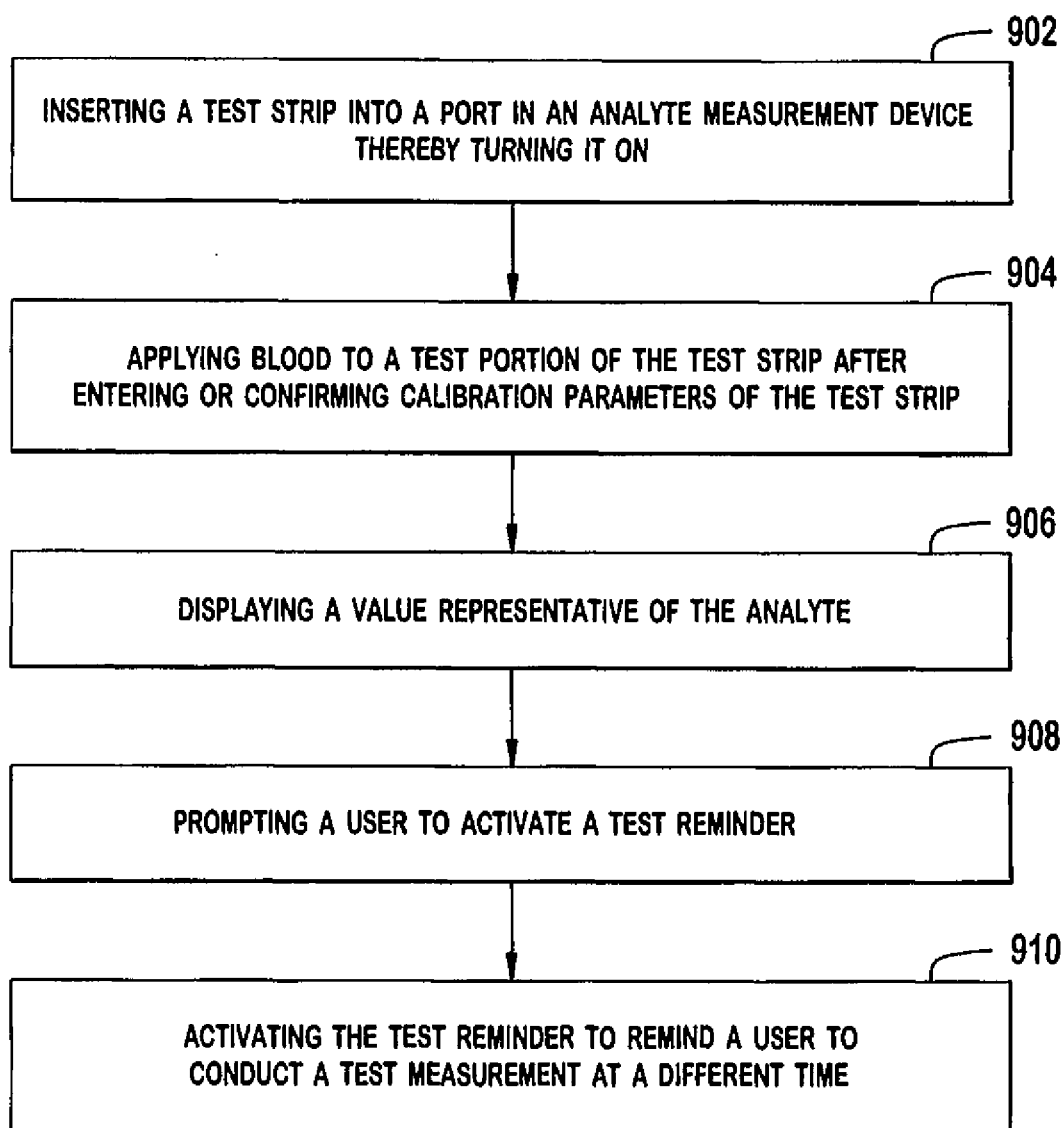 902
INSERTING A TEST STRIP INTO A PORT IN AN ANALYTE MEASUREMENT DEVICE
THEREBY TURNING IT ON
904
APPLYING BLOOD TO A TEST PORTION OF THE TEST STRIP AFTER
ENTERING OR CONFIRMING CALIBRATION PARAMETERS OF THE TEST STRIP
906
DISPLAYING A VALUE REPRESENTATIVE OF THE ANALYTE
908
PROMPTING A USER TO ACTIVATE A TEST REMINDER
910
ACTIVATING THE TEST REMINDER TO REMIND A USER TO
CONDUCT A TEST MEASUREMENT AT A DIFFERENT TIME